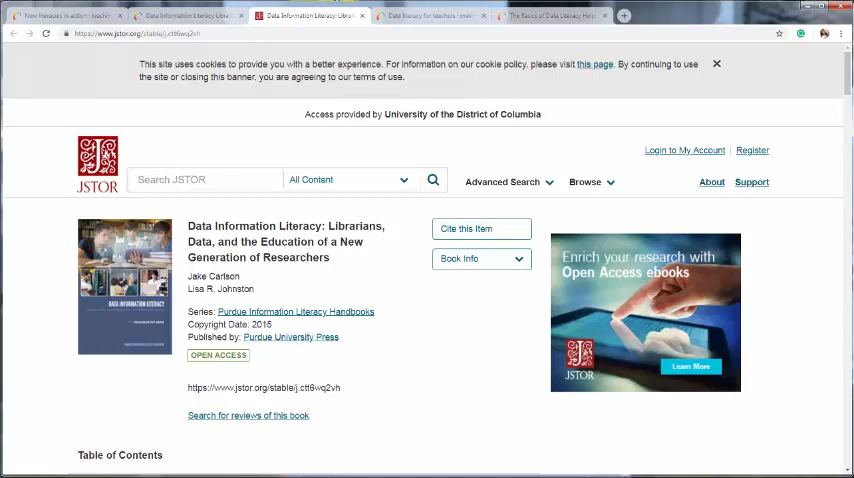 New literacies in action: teachin
Data Information Literacy Libra
Data Information Literacy: Librar
Data literacy for teachers : makin
The Basics of Data Literacy Help
https://www.jstor.org/stable/j.ctt6wq2vh
This site uses cookies to provide you with a better experience. For information on our cookie policy, please visit this page. By continuing to use
the site or closing this banner, you are agreeing to our terms of use.
Access provided by University of the District of Columbia
Login to My Account
Register
JSTOR
Search JSTOR
All Content
Advanced Search
Browse
About
Support
Data Information Literacy: Librarians,
Data, and the Education of a New
Generation of Researchers
Jake Carlson
Lisa R. Johnston
Series: Purdue Information Literacy Handbooks
Copyright Date: 2015
Published by: Purdue University Press
OPEN ACCESS
https://www.jstor.org/stable/j.ctt6wq2vh
Search for reviews of this book
Table of Contents
DATA INFORMATION LITERACY
Cite this Item
Book Info
Enrich your research with
Open Access ebooks
JSTOR
Learn More